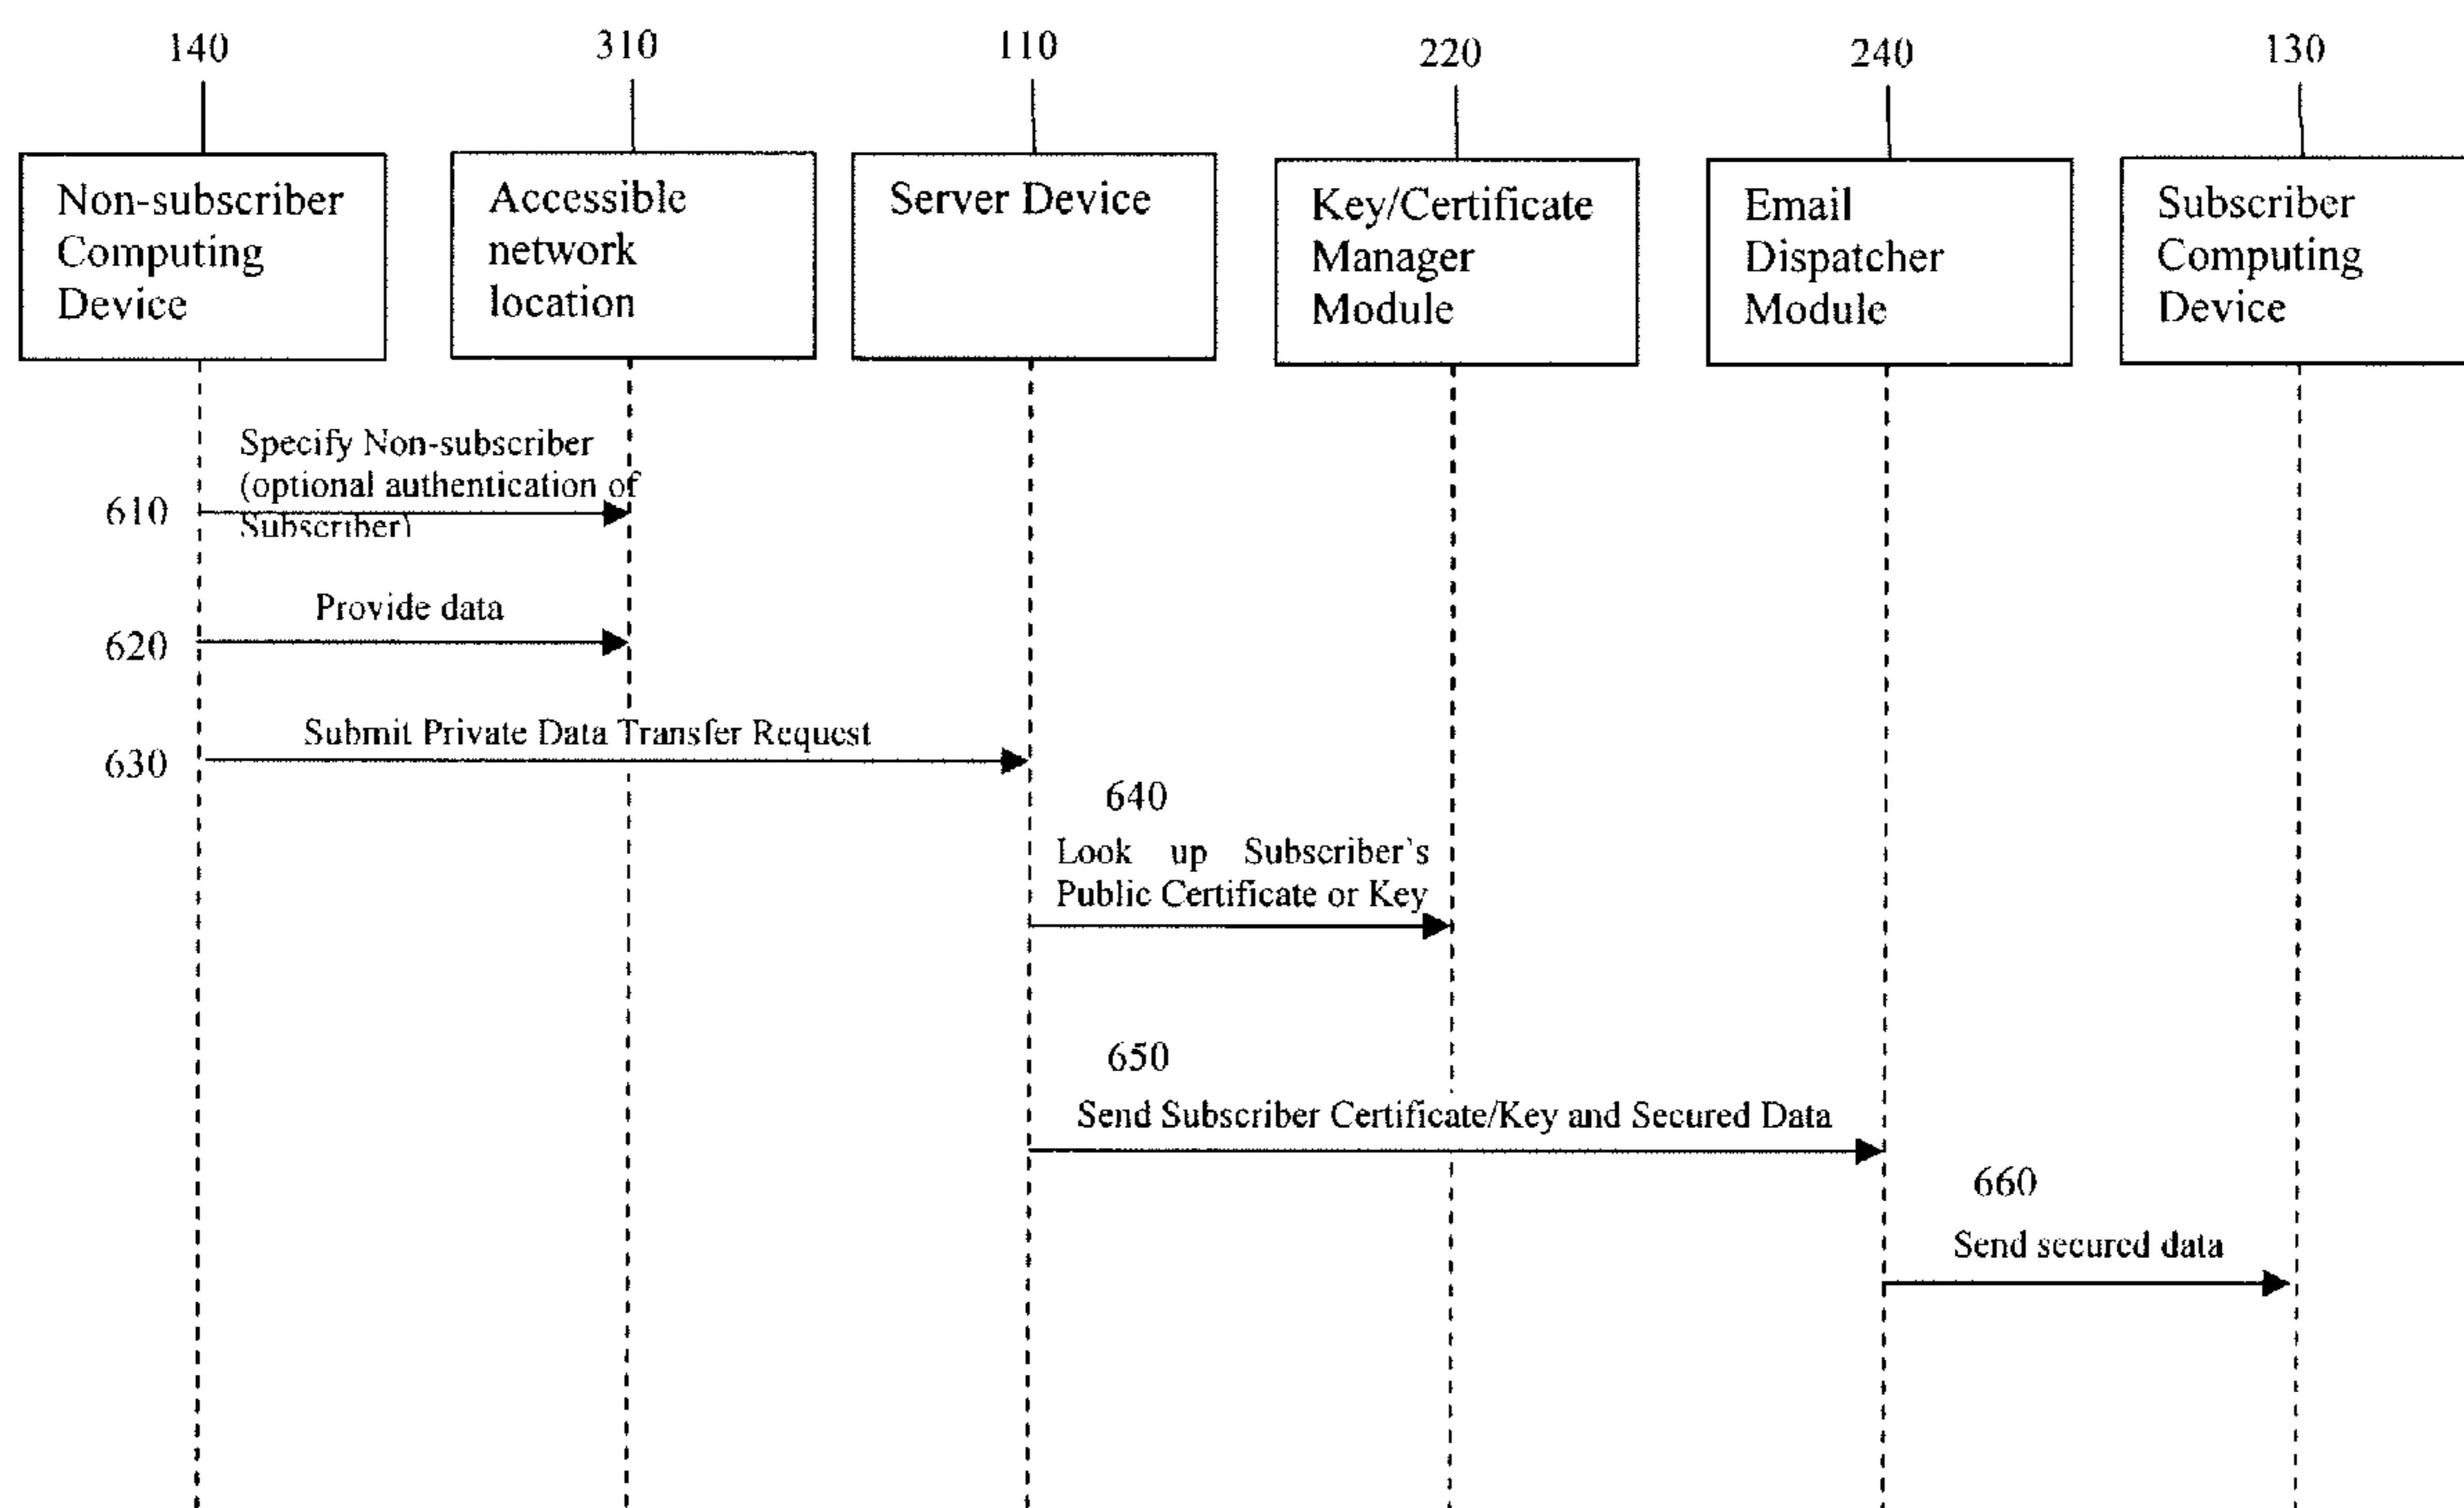 140
310
110
220
240
130
Non-subscriber
Computing
Device
Accessible
network
location
Server Device
Key/Certificate
Manager
Module
Email
Dispatcher
Module
Subscriber
Computing
Device
Specify Non-subscriber
(optional authentication of
Subscriber)
610
Provide data
620
Submit Private Data Transfer Request
630
640
Look up Subscriber's
Public Certificate or Key
650
Send Subscriber Certificate/Key and Secured Data
660
Send secured data